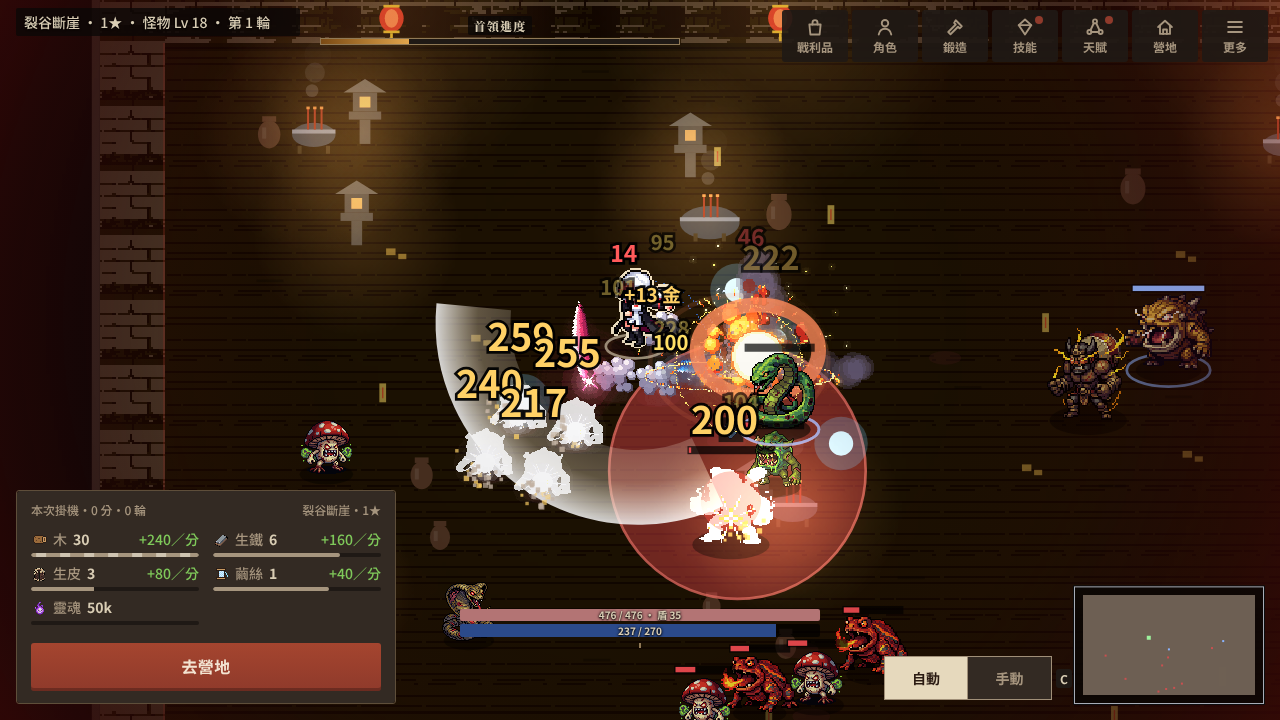 裂谷斷崖 · 1★ · 怪物 Lv 18 · 第 1 輪
首領進度
戰利品
角色
鍛造
技能
天賦
營地
更多
14
95
46
222
+13 金
228
100
259
255
240
217
200
本次掛機・0 分・0 輪
裂谷斷崖・1★
木 30
+240／分
生鐵 6
+160／分
生皮 3
+80／分
繭絲 1
+40／分
靈魂 50k
去營地
476 / 476 · 盾 35
237 / 270
自動
手動
C